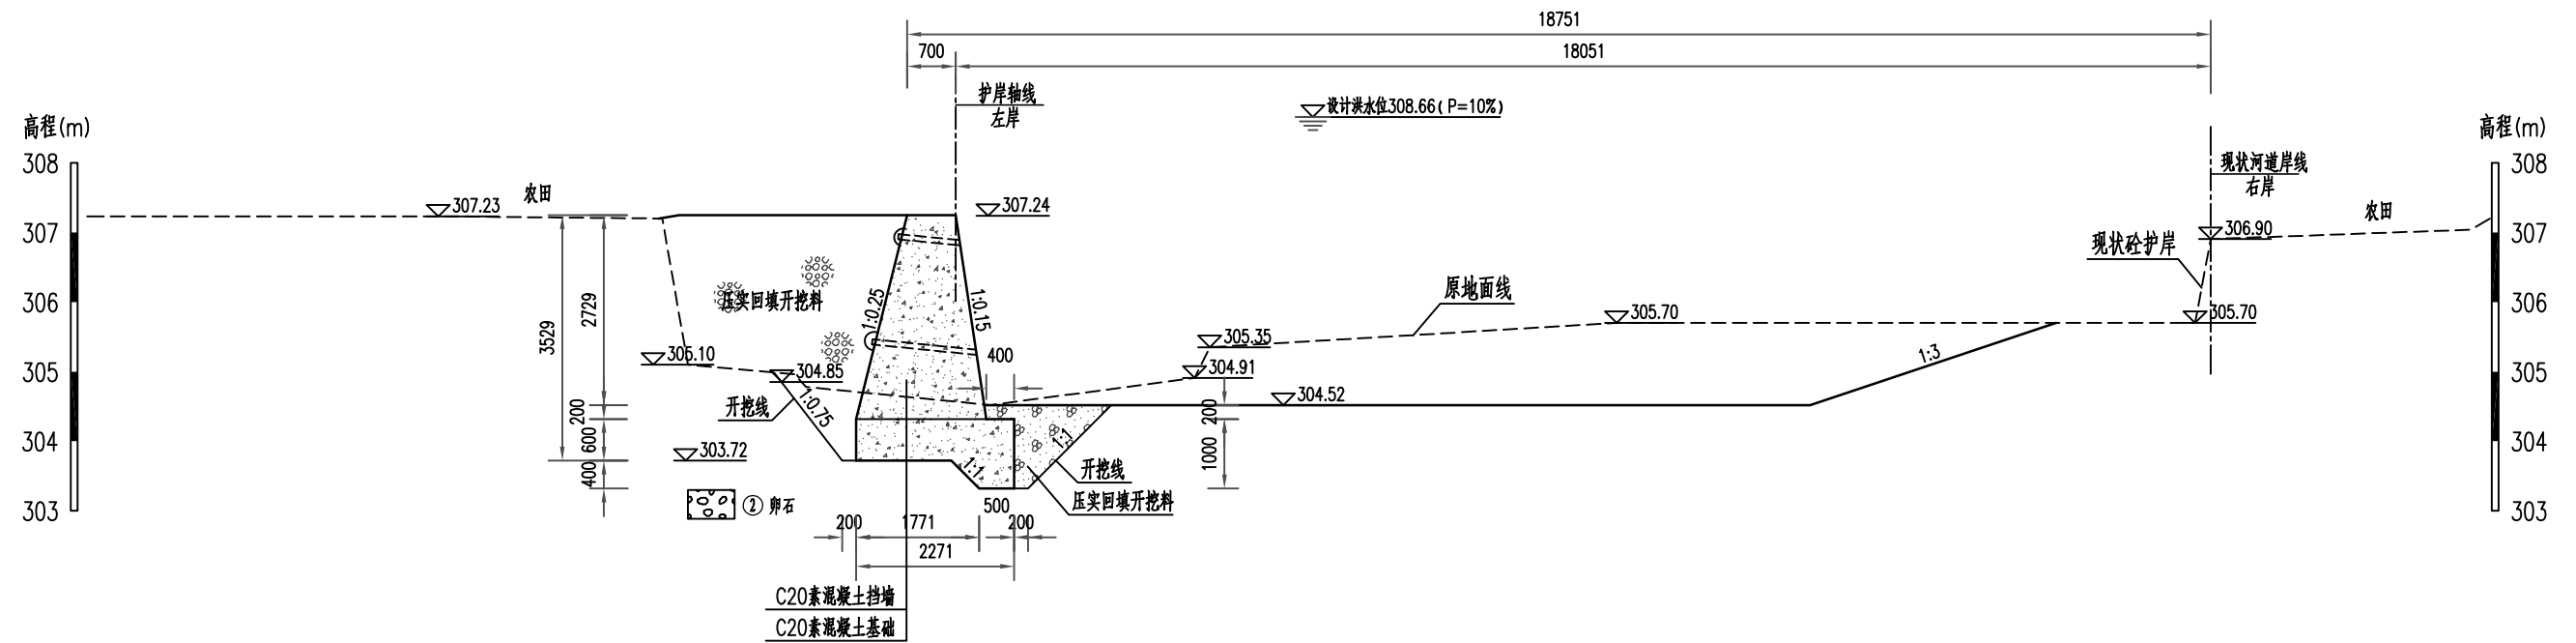 18751
700
18051
护岸轴线
左岸
设计洪水位308.66(P=10%)
高程(m)
高程(m)
308
307
306
305
304
303
308
307
306
305
304
303
现状河道岸线
右岸
农田
307.23
307.24
农田
306.90
现状砼护岸
原地面线
压实回填开挖料
1:0.25
1:0.15
3529
2729
305.70
305.70
305.35
305.10
304.85
400
304.91
1:3
304.52
开挖线
1:0.75
200
600
400
200
1000
303.72
1:1
1:1
开挖线
压实回填开挖料
② 卵石
500
200
1771
200
2271
C20素混凝土挡墙
C20素混凝土基础